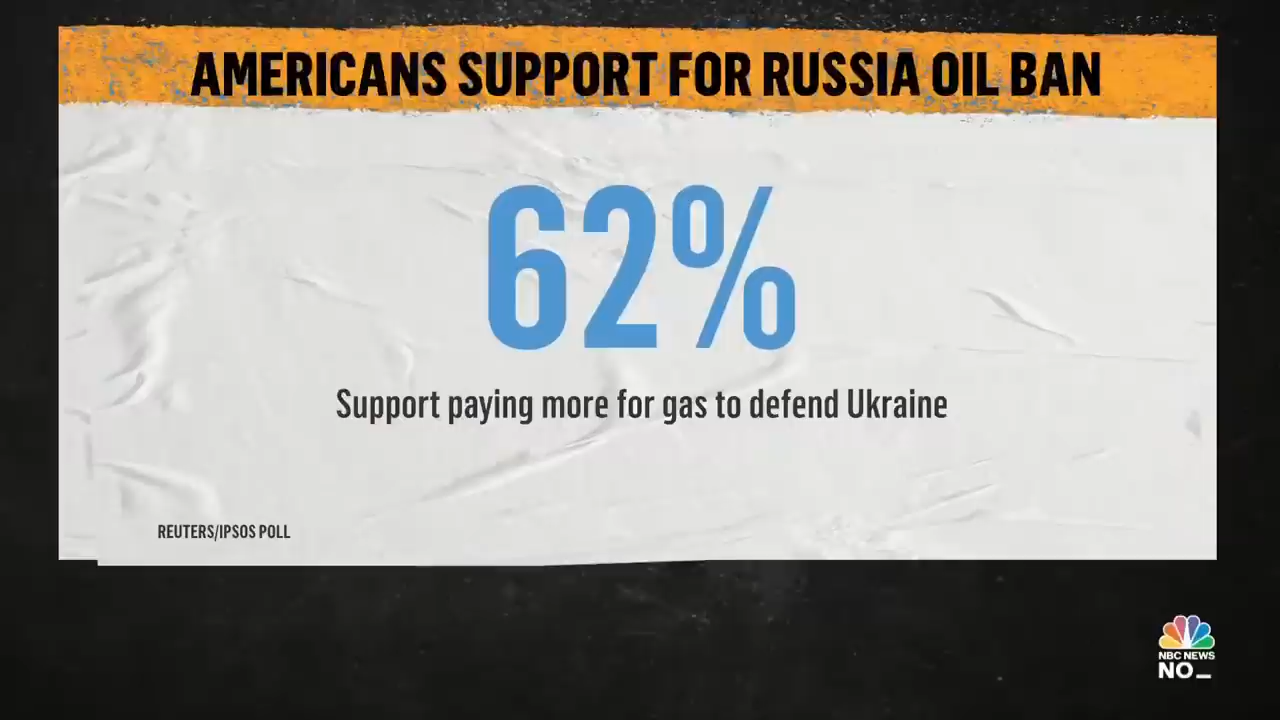 AMERICANS SUPPORT FOR RUSSIA OIL BAN
62%
Support paying more for gas to defend Ukraine
REUTERS/IPSOS POLL
NBC NEWS
NO_